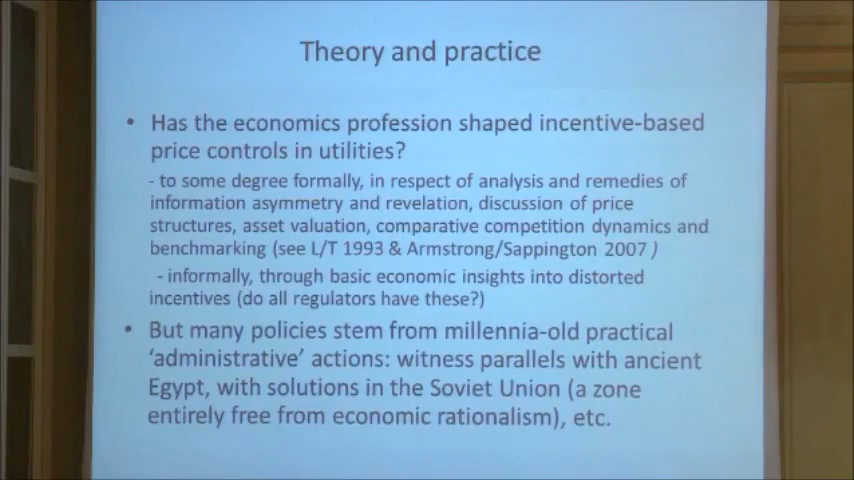 Theory and practice
• Has the economics profession shaped incentive-based
price controls in utilities?
- to some degree formally, in respect of analysis and remedies of
information asymmetry and revelation, discussion of price
structures, asset valuation, comparative competition dynamics and
benchmarking (see L/T 1993 & Armstrong/Sappington 2007 )
- informally, through basic economic insights into distorted
incentives (do all regulators have these?)
• But many policies stem from millennia-old practical
‘administrative’ actions: witness parallels with ancient
Egypt, with solutions in the Soviet Union (a zone
entirely free from economic rationalism), etc.